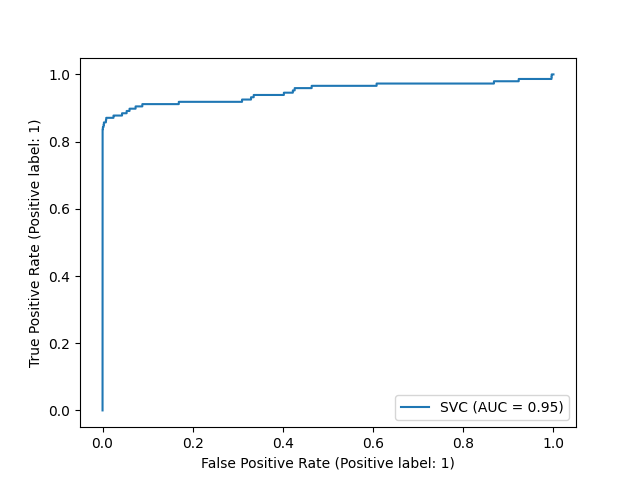 1.0
0.8
0.6
0.4
0.2
0.0
True Positive Rate (Positive label: 1)
SVC (AUC = 0.95)
0.0 0.2 0.4 0.6 0.8 1.0
False Positive Rate (Positive label: 1)